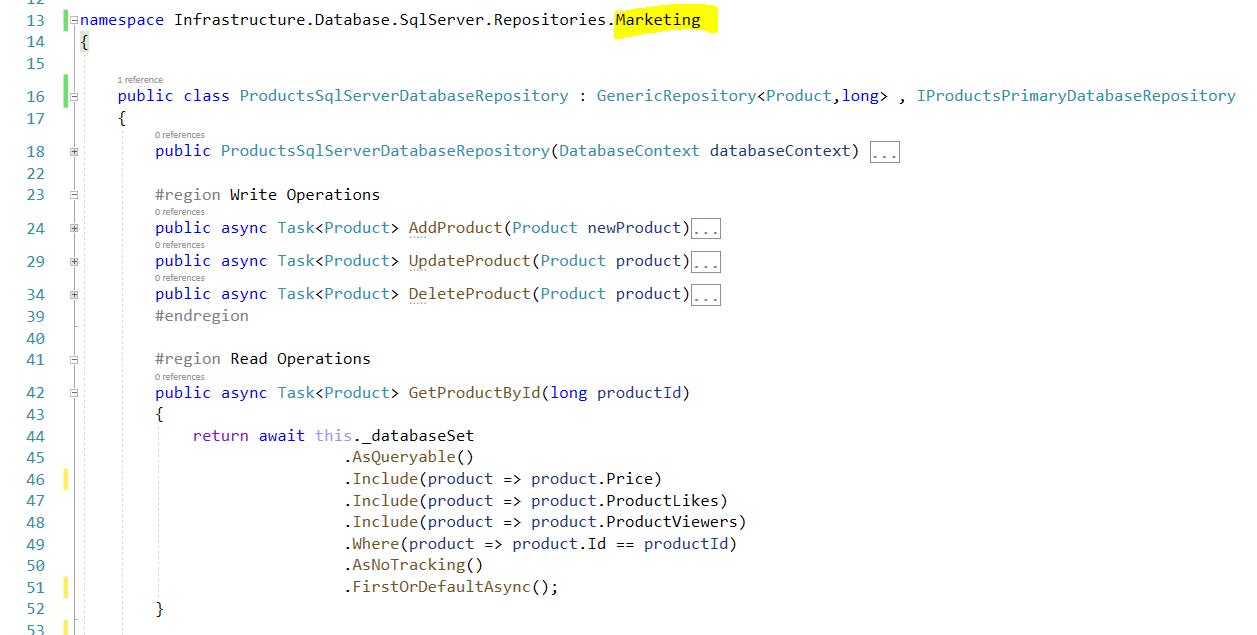 12
13 namespace Infrastructure.Database.SqlServer.Repositories.Marketing
14 {
15
1 reference
16 public class ProductsSqlServerDatabaseRepository : GenericRepository<Product,long> , IProductsPrimaryDatabaseRepository
17 {
0 references
18 public ProductsSqlServerDatabaseRepository(DatabaseContext databaseContext) ...
22
23 #region Write Operations
0 references
24 public async Task<Product> AddProduct(Product newProduct)...
0 references
29 public async Task<Product> UpdateProduct(Product product)...
0 references
34 public async Task<Product> DeleteProduct(Product product)...
39 #endregion
40
41 #region Read Operations
0 references
42 public async Task<Product> GetProductById(long productId)
43 {
44 return await this._databaseSet
45 .AsQueryable()
46 .Include(product => product.Price)
47 .Include(product => product.ProductLikes)
48 .Include(product => product.ProductViewers)
49 .Where(product => product.Id == productId)
50 .AsNoTracking()
51 .FirstOrDefaultAsync();
52 }
53